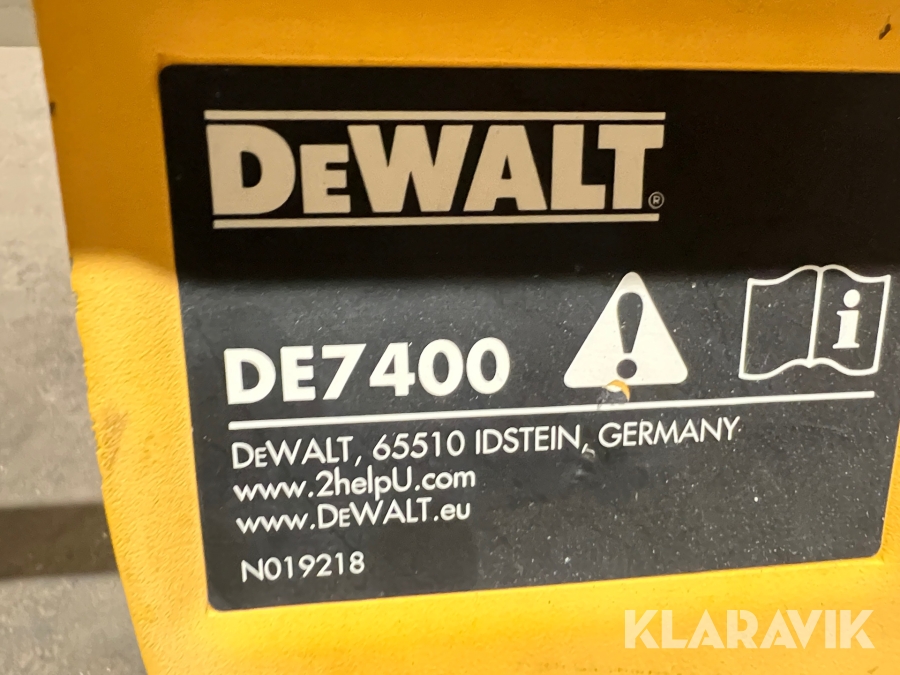 DEWALT®
DE7400
DEWALT, 65510 IDSTEIN, GERMANY
www.2helpU.com
www.DEWALT.eu
N019218
KLARAVIK